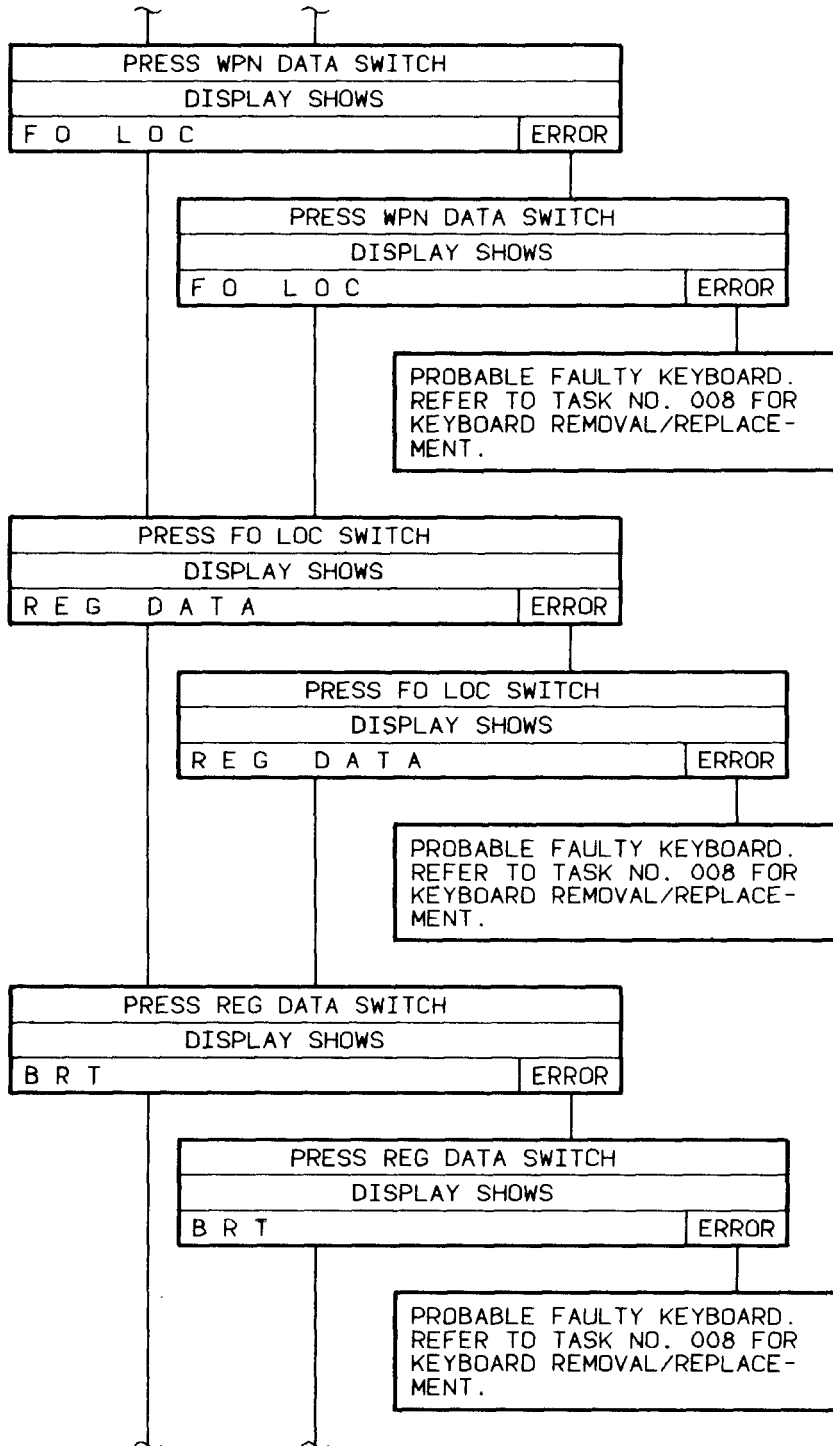 PRESS WPN DATA SWITCH
DISPLAY SHOWS
F O L O C ERROR
PRESS WPN DATA SWITCH
DISPLAY SHOWS
F O L O C ERROR
PROBABLE FAULTY KEYBOARD.
REFER TO TASK NO. 008 FOR
KEYBOARD REMOVAL/REPLACE-
MENT.
PRESS FO LOC SWITCH
DISPLAY SHOWS
R E G D A T A ERROR
PRESS FO LOC SWITCH
DISPLAY SHOWS
R E G D A T A ERROR
PROBABLE FAULTY KEYBOARD.
REFER TO TASK NO. 008 FOR
KEYBOARD REMOVAL/REPLACE-
MENT.
PRESS REG DATA SWITCH
DISPLAY SHOWS
B R T ERROR
PRESS REG DATA SWITCH
DISPLAY SHOWS
B R T ERROR
PROBABLE FAULTY KEYBOARD.
REFER TO TASK NO. 008 FOR
KEYBOARD REMOVAL/REPLACE-
MENT.